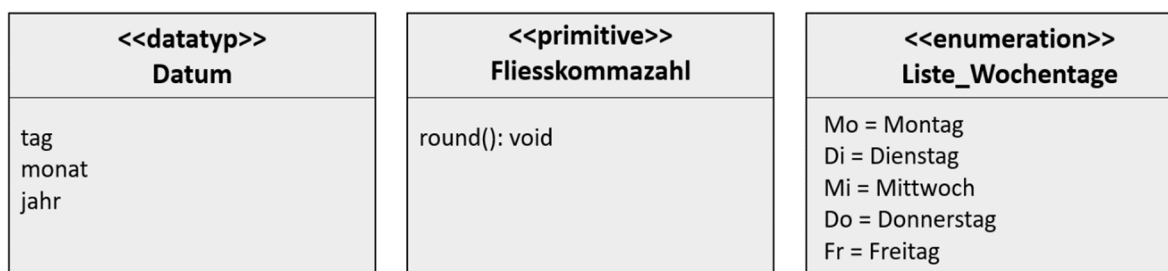 <<datatyp>>
Datum
tag
monat
jahr
<<primitive>>
Fliesskommazahl
round(): void
<<enumeration>>
Liste_Wochentage
Mo = Montag
Di = Dienstag
Mi = Mittwoch
Do = Donnerstag
Fr = Freitag